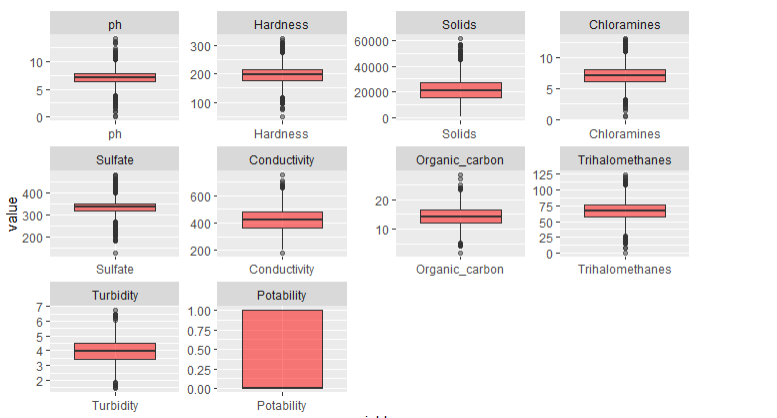 ph Hardness Solids Chloramines
10
5
0
ph
300
200
100
Hardness
60000
40000
20000
0
Solids
10
5
0
Chloramines
value
Sulfate Conductivity Organic_carbon Trihalomethanes
400
300
200
Sulfate
600
400
200
Conductivity
20
10
Organic_carbon
125
100
75
50
25
0
Trihalomethanes
Turbidity Potability
7
6
5
4
3
2
Turbidity
1.00
0.75
0.50
0.25
0.00
Potability